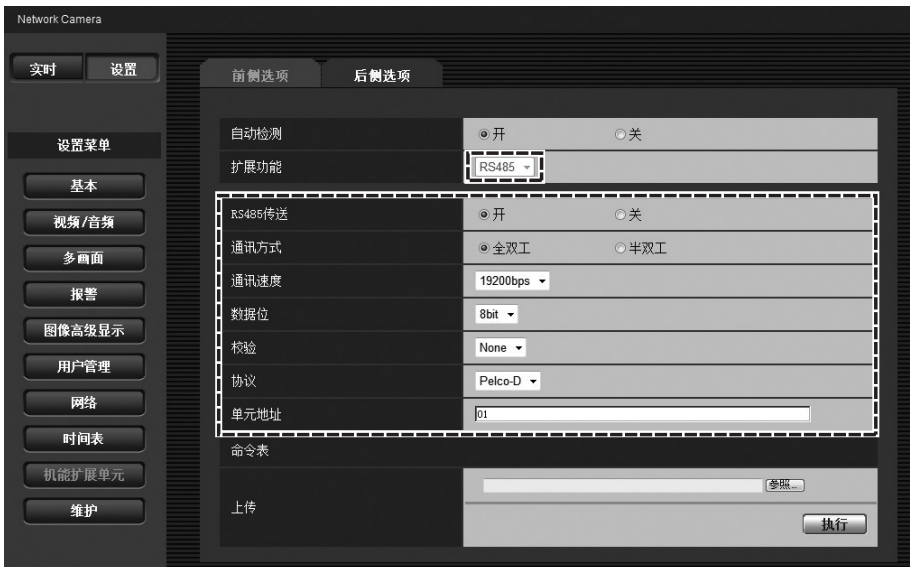 Network Camera
实时 设置
前侧选项 后侧选项
设置菜单
基本
视频/音频
多画面
报警
图像高级显示
用户管理
网络
时间表
机能扩展单元
维护
自动检测 开 关
扩展功能 RS485
RS485传送 开 关
通讯方式 全双工 半双工
通讯速度 19200bps
数据位 8bit
校验 None
协议 Pelco-D
单元地址 01
命令表
上传 参照...
执行